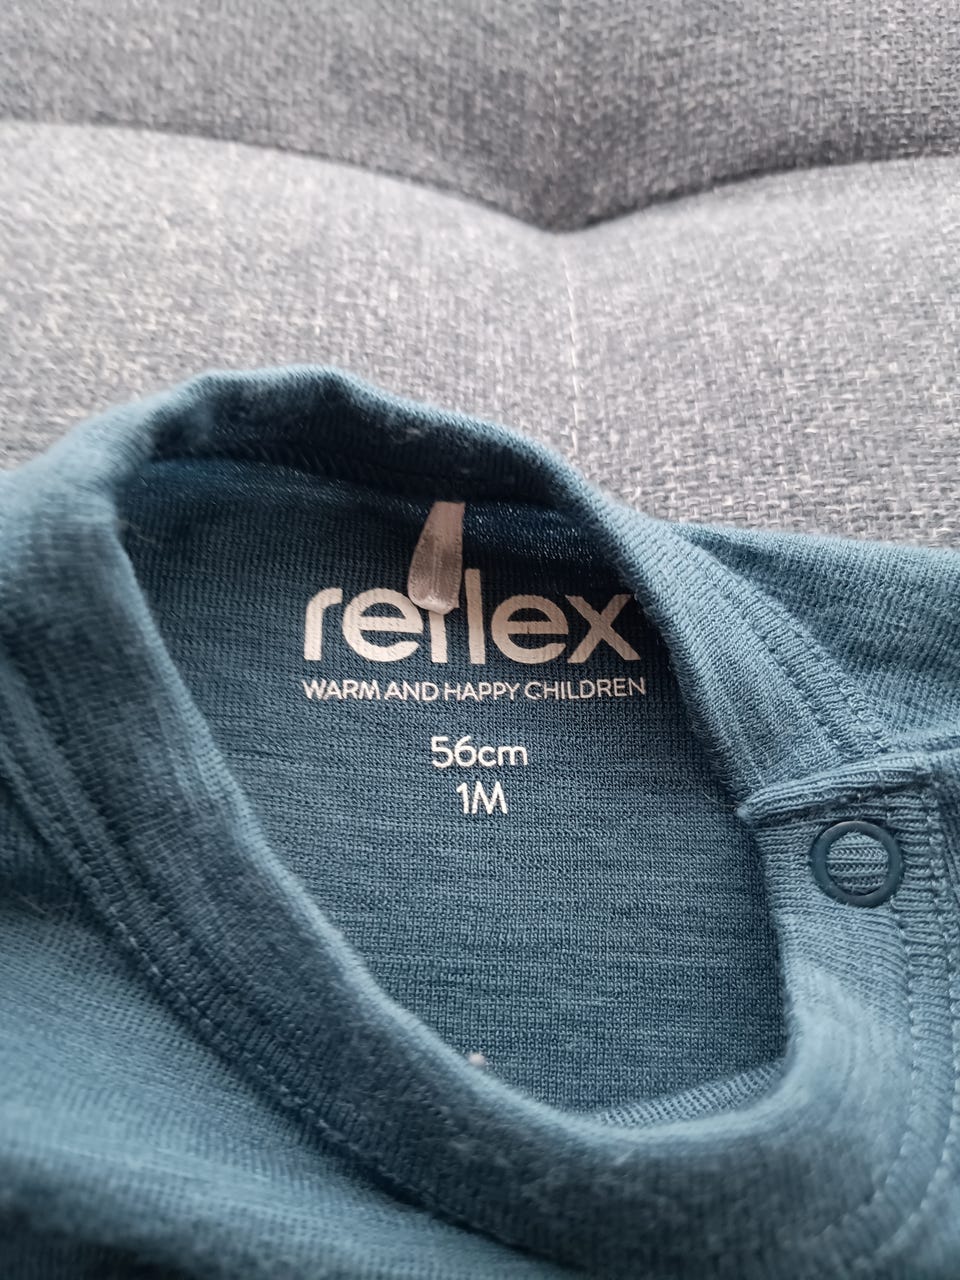 reflex
WARM AND HAPPY CHILDREN
56cm
1M